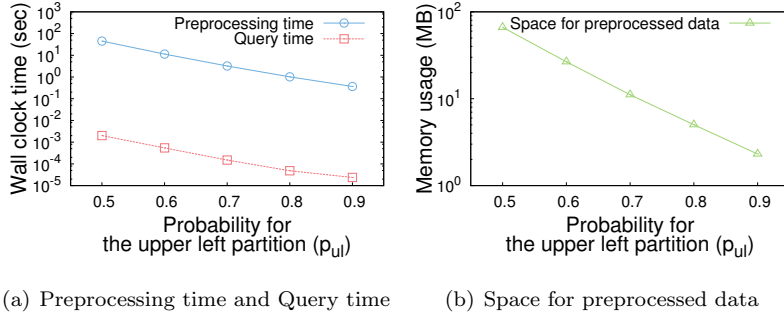 Wall clock time (sec)
10^3
10^2
10^1
10^0
10^-1
10^-2
10^-3
10^-4
10^-5
Preprocessing time
Query time
0.5 0.6 0.7 0.8 0.9
Probability for
the upper left partition (p_ul)
(a) Preprocessing time and Query time
Memory usage (MB)
10^2
10^1
10^0
Space for preprocessed data
0.5 0.6 0.7 0.8 0.9
Probability for
the upper left partition (p_ul)
(b) Space for preprocessed data